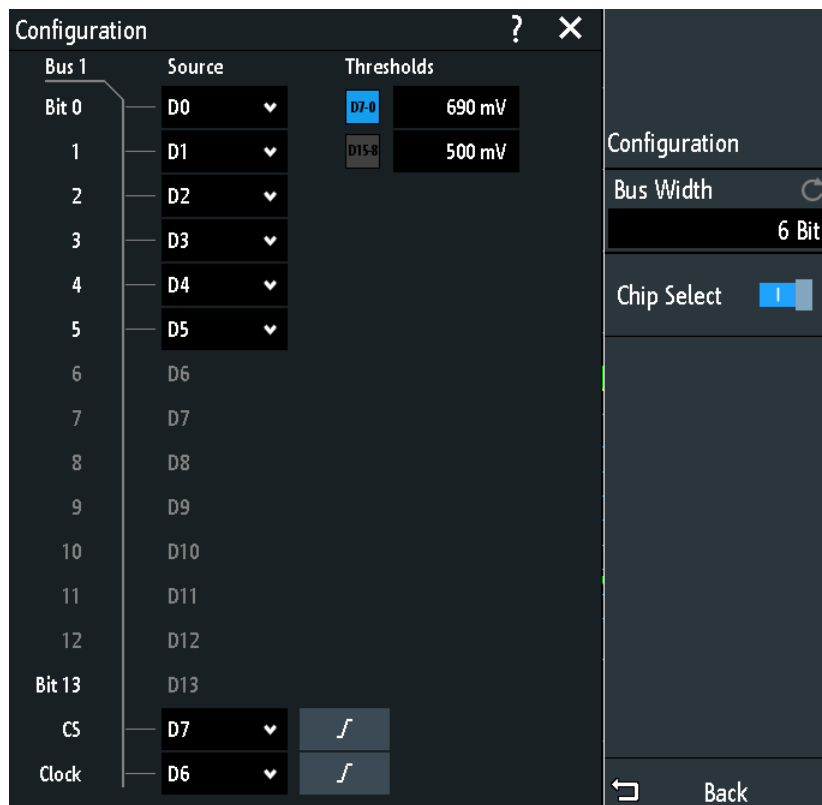 Configuration ? X
Bus 1 Source Thresholds
Bit 0 D0 D7-0 690 mV
1 D1 D15-8 500 mV
2 D2
3 D3
4 D4
5 D5
6 D6
7 D7
8 D8
9 D9
10 D10
11 D11
12 D12
Bit 13 D13
CS D7
Clock D6
Configuration
Bus Width
6 Bit
Chip Select I
Back